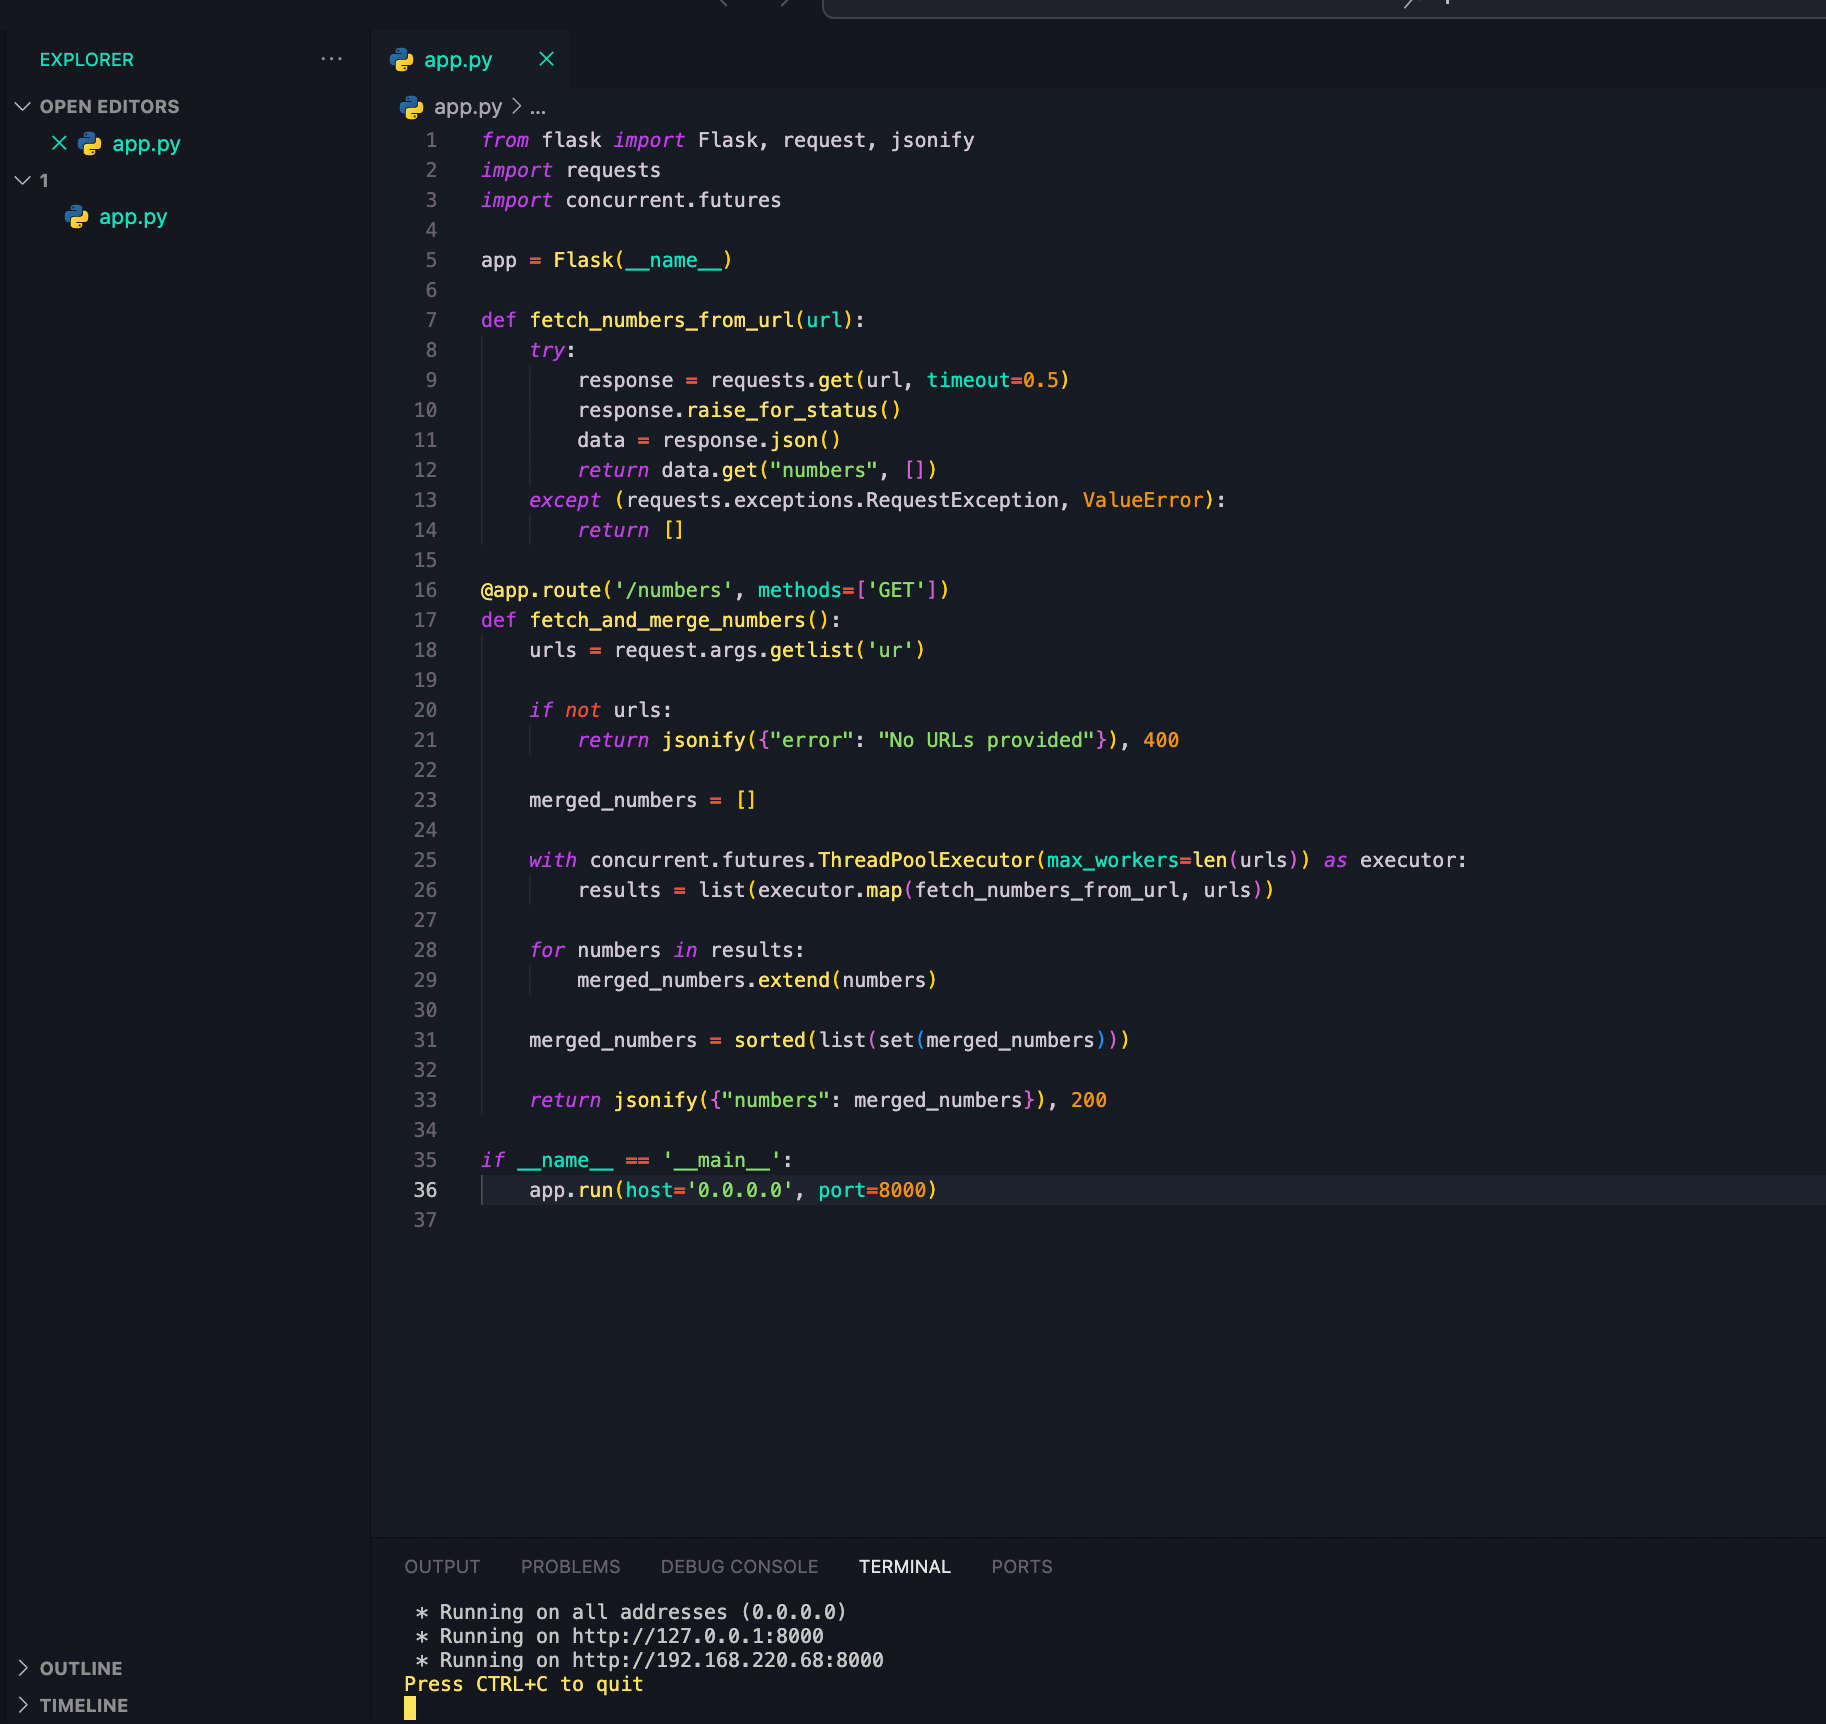 EXPLORER
OPEN EDITORS
app.py
1
app.py
OUTLINE
TIMELINE
app.py
app.py > ...
1 from flask import Flask, request, jsonify
2 import requests
3 import concurrent.futures
4
5 app = Flask(__name__)
6
7 def fetch_numbers_from_url(url):
8     try:
9         response = requests.get(url, timeout=0.5)
10         response.raise_for_status()
11         data = response.json()
12         return data.get("numbers", [])
13     except (requests.exceptions.RequestException, ValueError):
14         return []
15
16 @app.route('/numbers', methods=['GET'])
17 def fetch_and_merge_numbers():
18     urls = request.args.getlist('ur')
19
20     if not urls:
21         return jsonify({"error": "No URLs provided"}), 400
22
23     merged_numbers = []
24
25     with concurrent.futures.ThreadPoolExecutor(max_workers=len(urls)) as executor:
26         results = list(executor.map(fetch_numbers_from_url, urls))
27
28     for numbers in results:
29         merged_numbers.extend(numbers)
30
31     merged_numbers = sorted(list(set(merged_numbers)))
32
33     return jsonify({"numbers": merged_numbers}), 200
34
35 if __name__ == '__main__':
36     app.run(host='0.0.0.0', port=8000)
37
OUTPUT PROBLEMS DEBUG CONSOLE TERMINAL PORTS
* Running on all addresses (0.0.0.0)
* Running on http://127.0.0.1:8000
* Running on http://192.168.220.68:8000
Press CTRL+C to quit